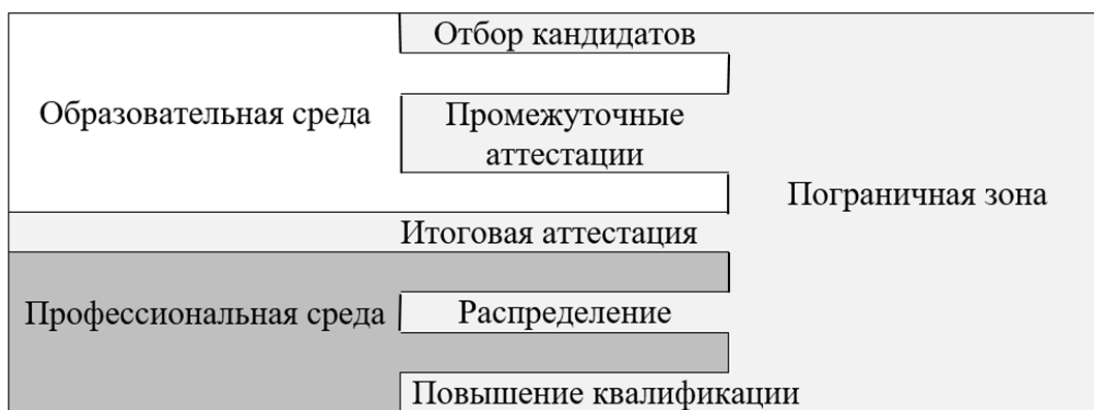 Отбор кандидатов
Образовательная среда
Промежуточные
аттестации
Пограничная зона
Итоговая аттестация
Профессиональная среда
Распределение
Повышение квалификации